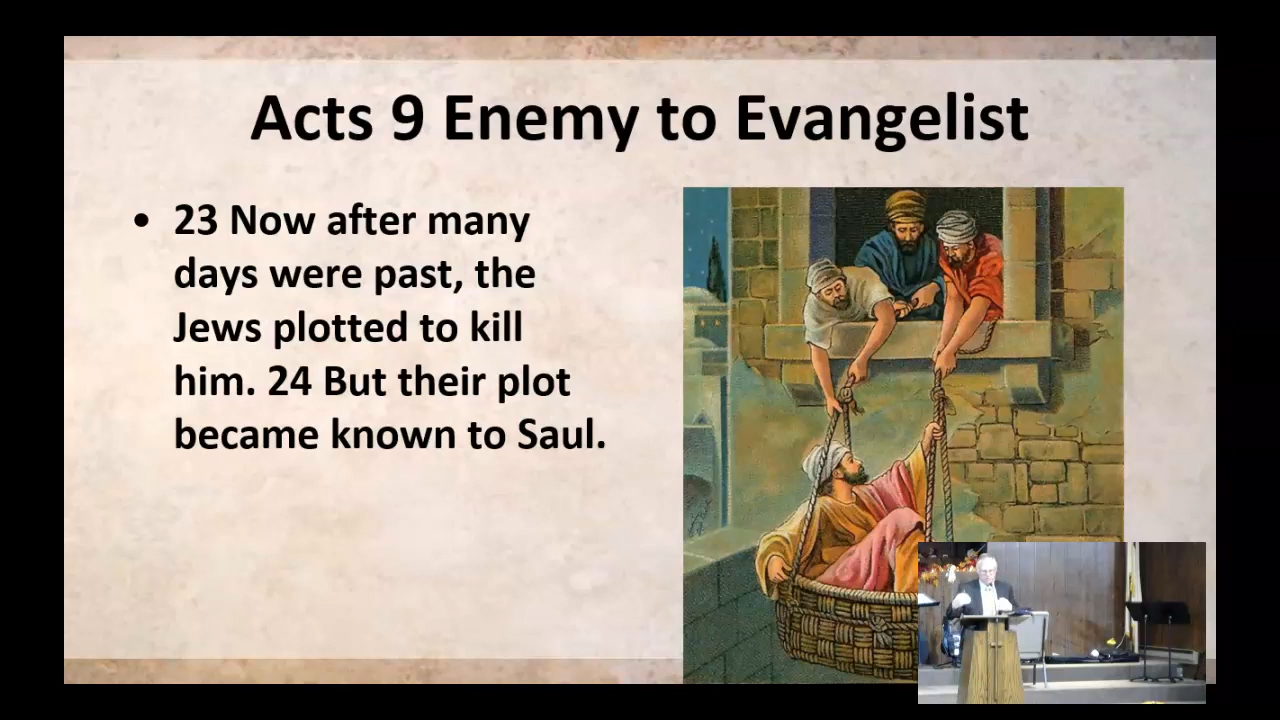 Acts 9 Enemy to Evangelist
• 23 Now after many
days were past, the
Jews plotted to kill
him. 24 But their plot
became known to Saul.